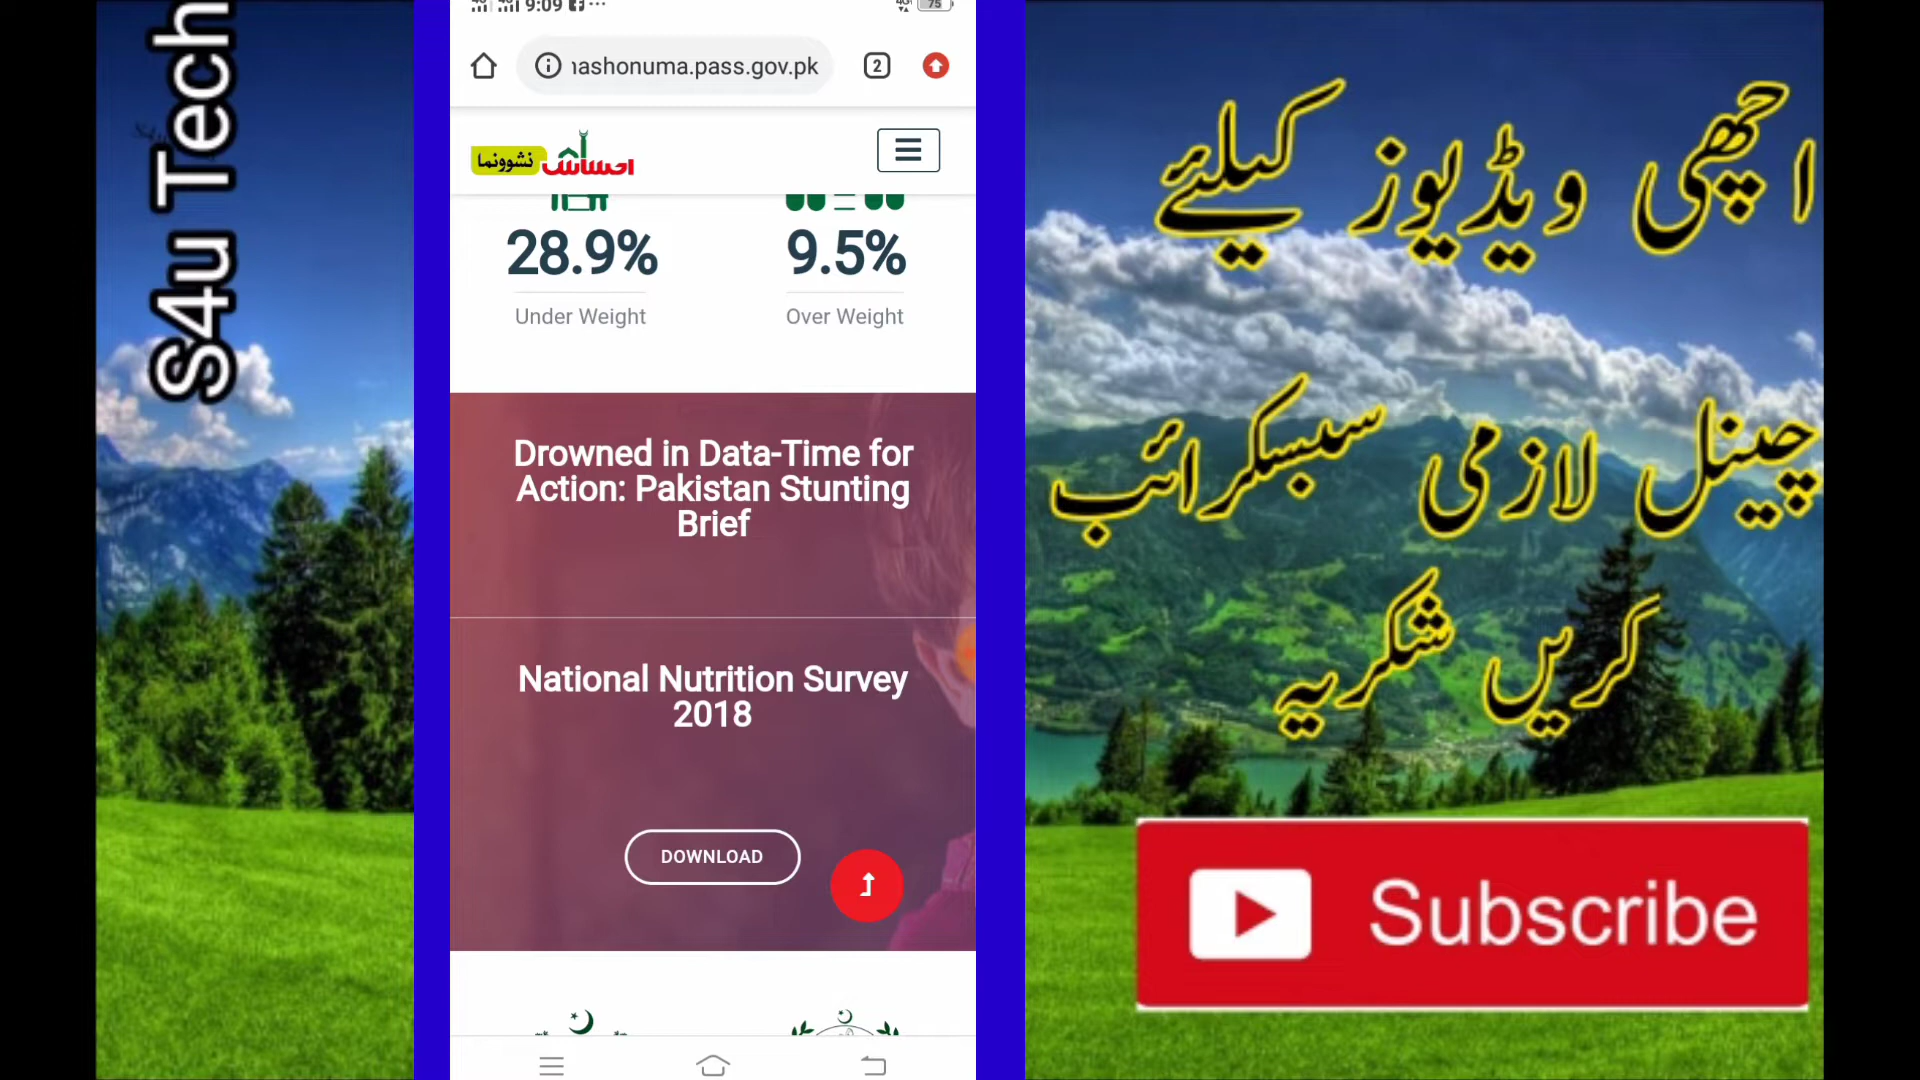 S4u Tech
9:09
75
nashonuma.pass.gov.pk
2
احساس نشوونما
28.9%
9.5%
Under Weight
Over Weight
Drowned in Data-Time for
Action: Pakistan Stunting
Brief
National Nutrition Survey
2018
DOWNLOAD
اچھی ویڈیوز کیلئے
چینل لازمی سبسکرائب
کریں شکریہ
Subscribe